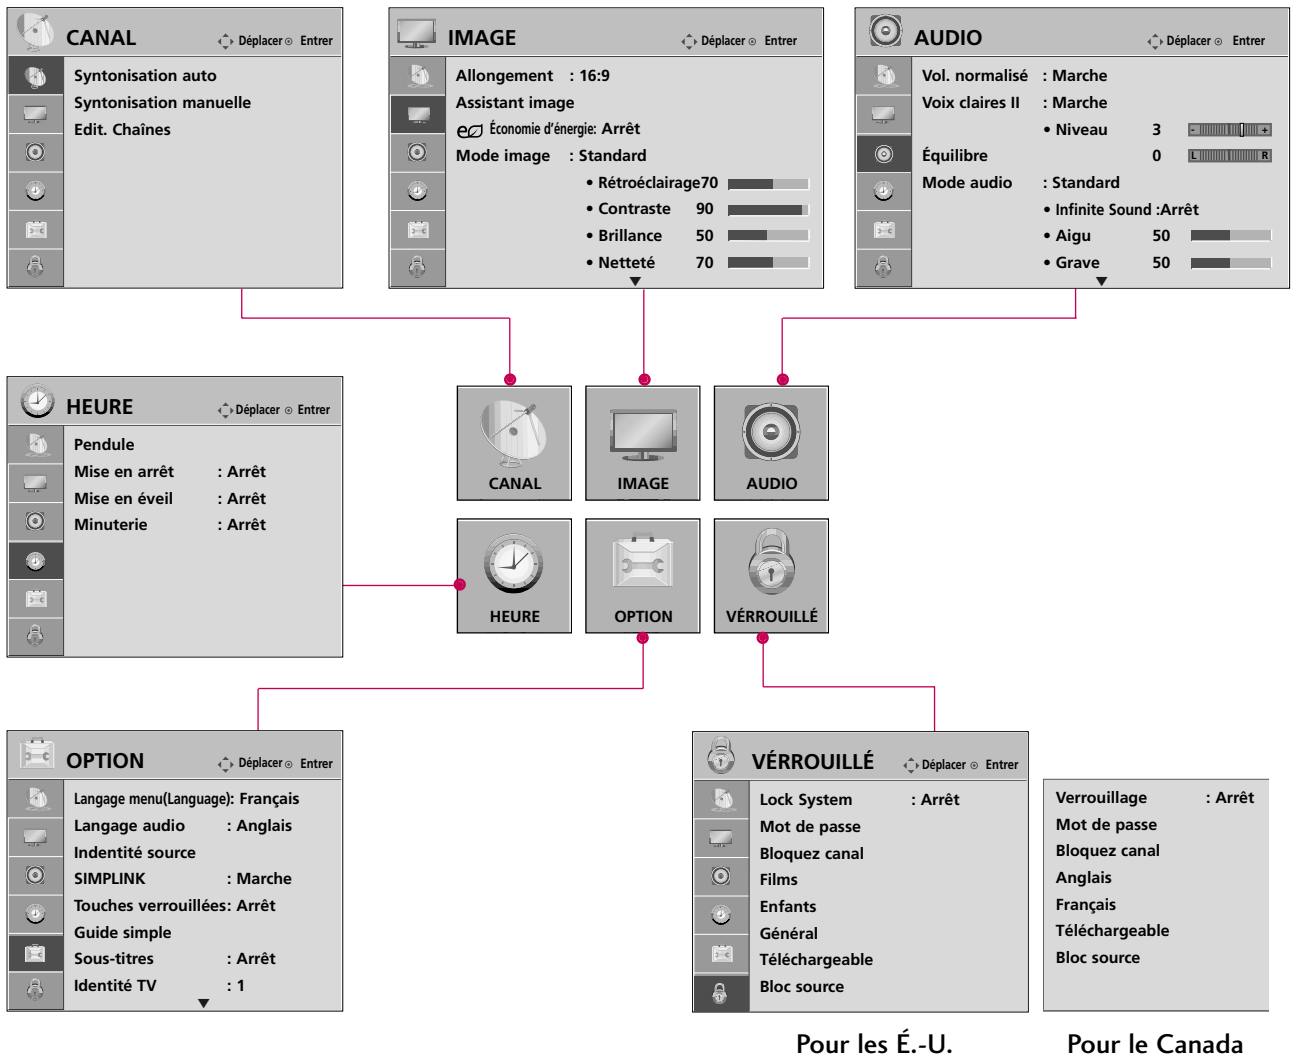 CANAL
Déplacer Entrer
Syntonisation auto
Syntonisation manuelle
Edit. Chaînes
IMAGE
Déplacer Entrer
Allongement : 16:9
Assistant image
Économie d'énergie: Arrêt
Mode image : Standard
• Rétroéclairage70
• Contraste 90
• Brillance 50
• Netteté 70
AUDIO
Déplacer Entrer
Vol. normalisé : Marche
Voix claires II : Marche
• Niveau 3 - +
Équilibre 0 L R
Mode audio : Standard
• Infinite Sound :Arrêt
• Aigu 50
• Grave 50
HEURE
Déplacer Entrer
Pendule
Mise en arrêt : Arrêt
Mise en éveil : Arrêt
Minuterie : Arrêt
CANAL
IMAGE
AUDIO
HEURE
OPTION
VÉRROUILLÉ
OPTION
Déplacer Entrer
Langage menu(Language): Français
Langage audio : Anglais
Indentité source
SIMPLINK : Marche
Touches verrouillées: Arrêt
Guide simple
Sous-titres : Arrêt
Identité TV : 1
VÉRROUILLÉ
Déplacer Entrer
Lock System : Arrêt
Mot de passe
Bloquez canal
Films
Enfants
Général
Téléchargeable
Bloc source
Pour les É.-U.
Verrouillage : Arrêt
Mot de passe
Bloquez canal
Anglais
Français
Téléchargeable
Bloc source
Pour le Canada